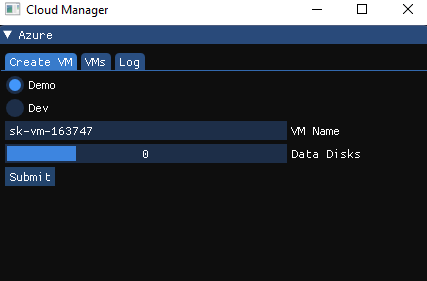 Cloud Manager
Azure
Create VM VMs Log
Demo
Dev
sk-vm-163747 VM Name
0 Data Disks
Submit